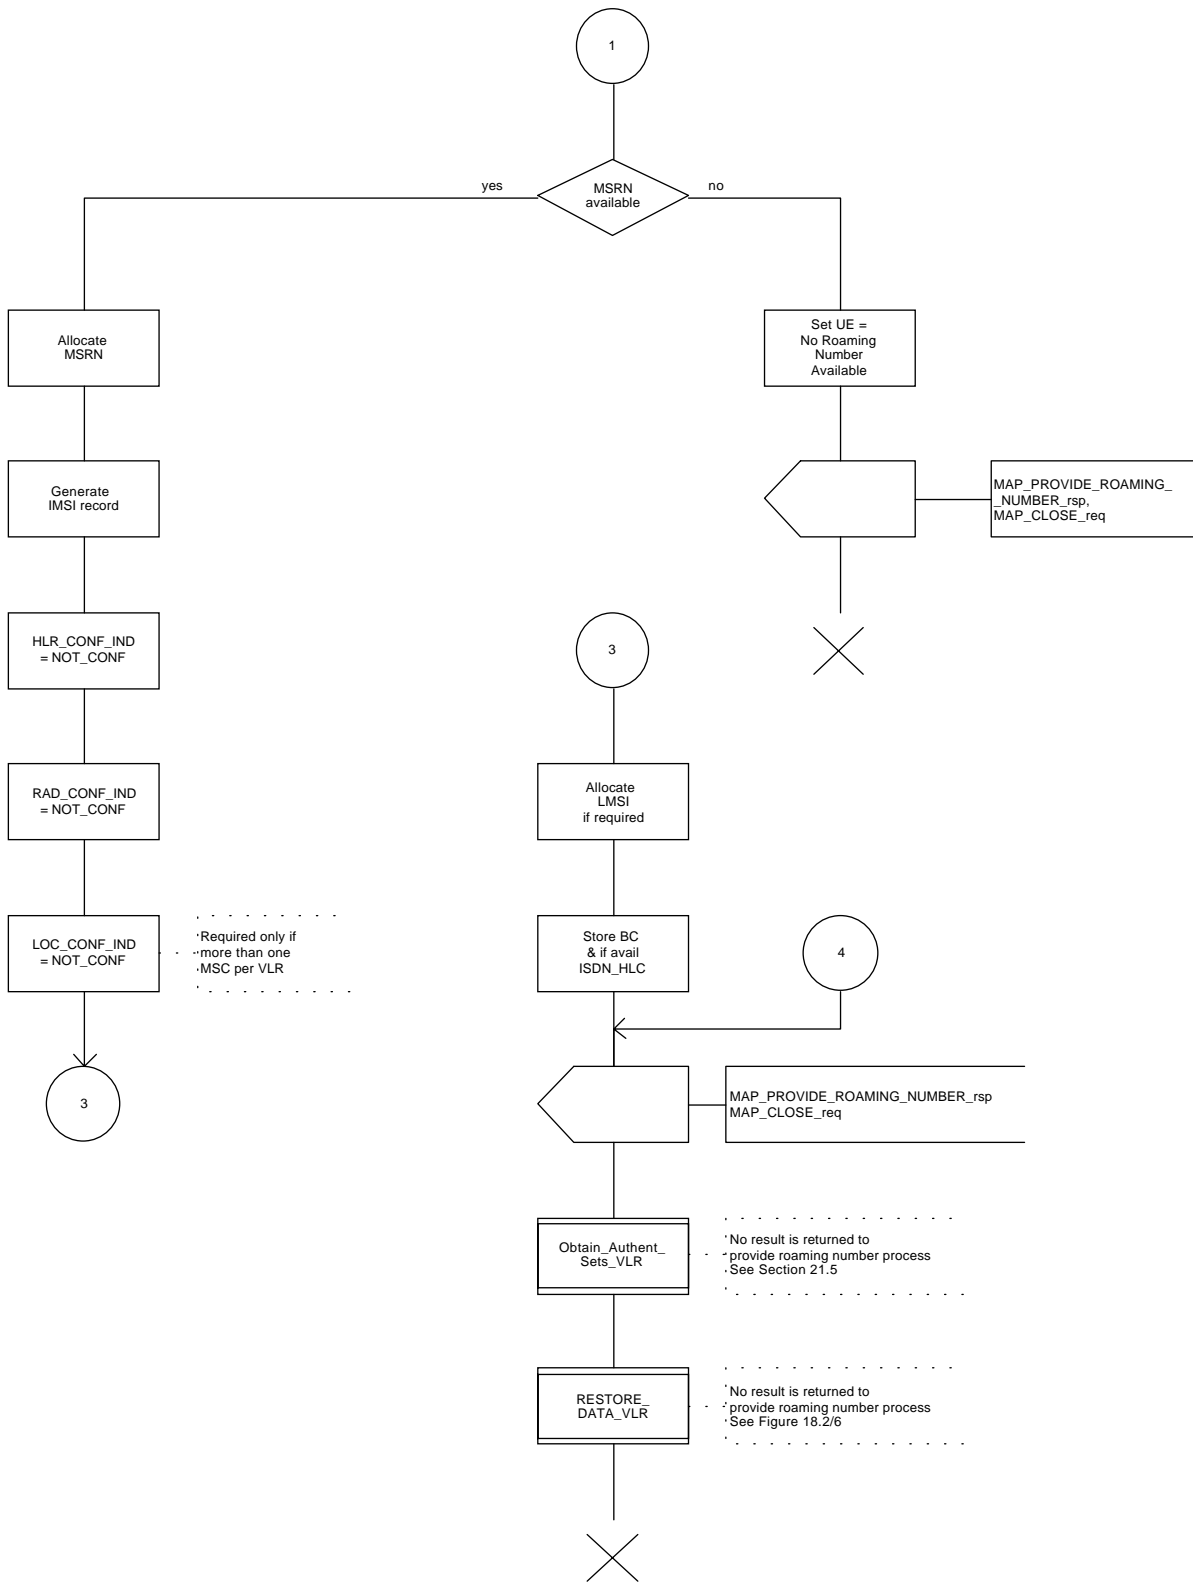 1
yes
MSRN
available
no
Allocate
MSRN
Set UE =
No Roaming
Number
Available
Generate
IMSI record
MAP_PROVIDE_ROAMING_
_NUMBER_rsp,
MAP_CLOSE_req
HLR_CONF_IND
= NOT_CONF
3
RAD_CONF_IND
= NOT_CONF
Allocate
LMSI
if required
LOC_CONF_IND
= NOT_CONF
Required only if
more than one
MSC per VLR
Store BC
& if avail
ISDN_HLC
4
3
MAP_PROVIDE_ROAMING_NUMBER_rsp
MAP_CLOSE_req
Obtain_Authent_
Sets_VLR
No result is returned to
provide roaming number process
See Section 21.5
RESTORE_
DATA_VLR
No result is returned to
provide roaming number process
See Figure 18.2/6